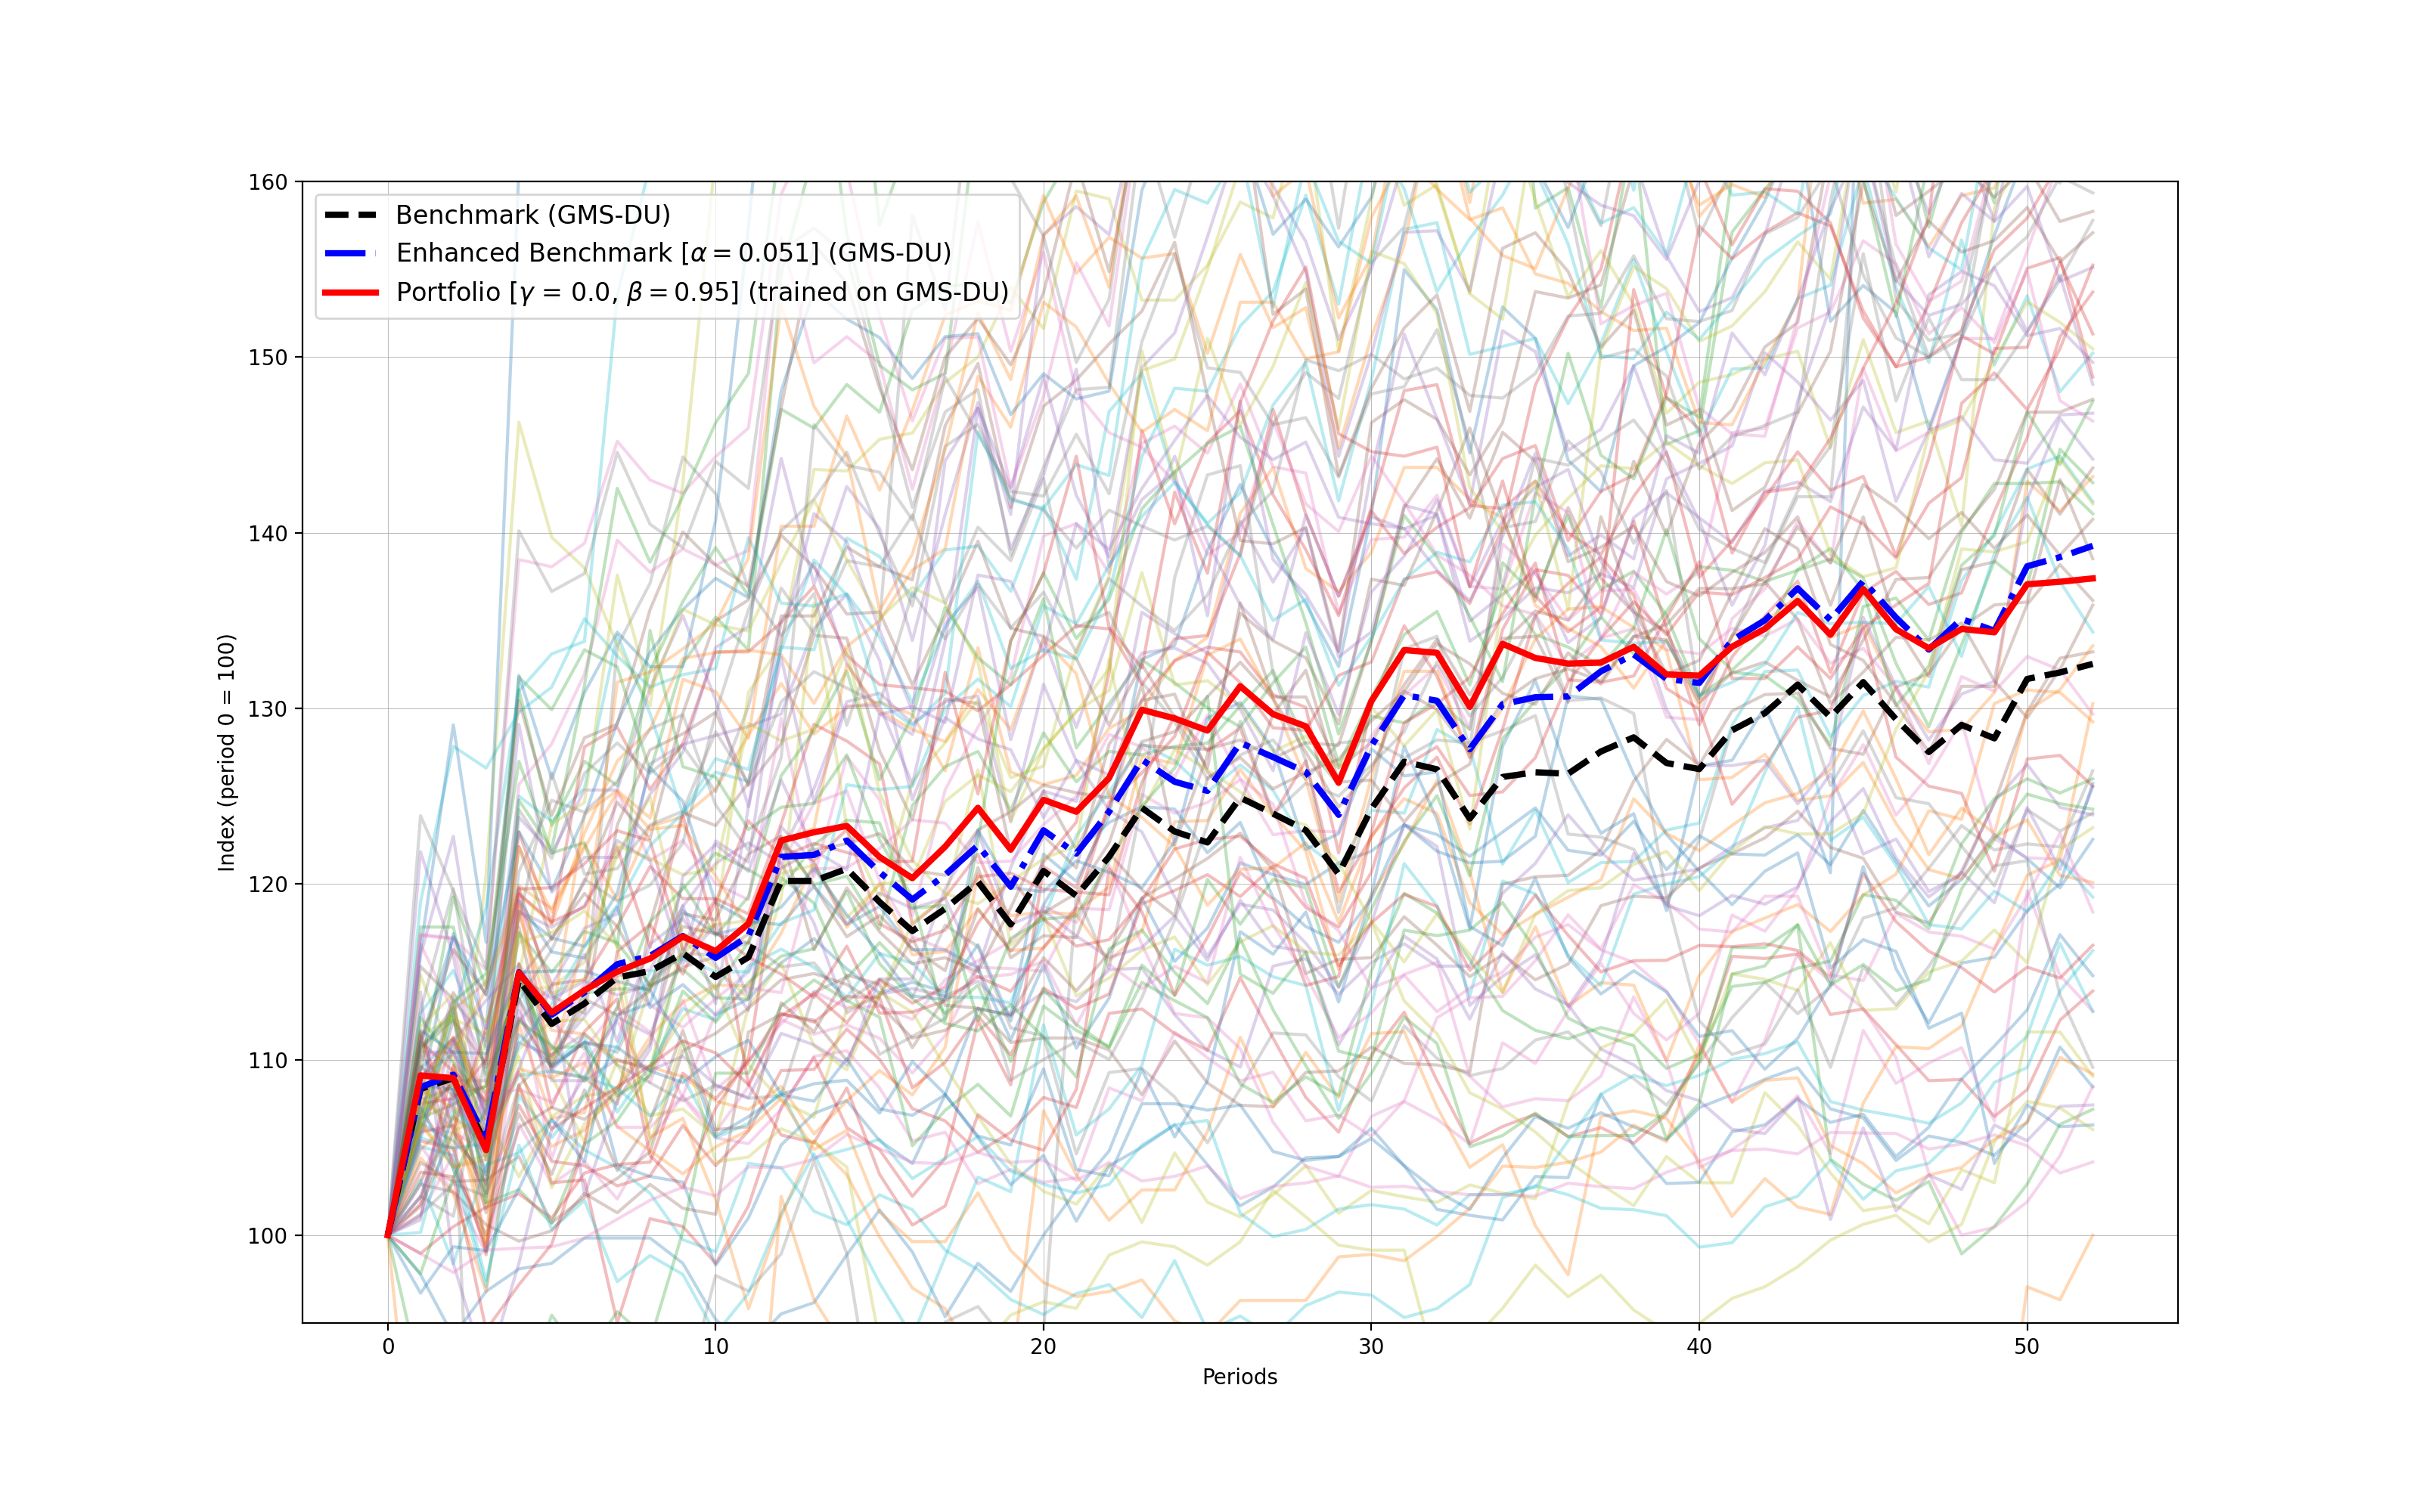 Benchmark (GMS-DU)
Enhanced Benchmark [α = 0.051] (GMS-DU)
Portfolio [γ = 0.0, β = 0.95] (trained on GMS-DU)
160
150
140
130
120
110
100
Index (period 0 = 100)
0 10 20 30 40 50
Periods